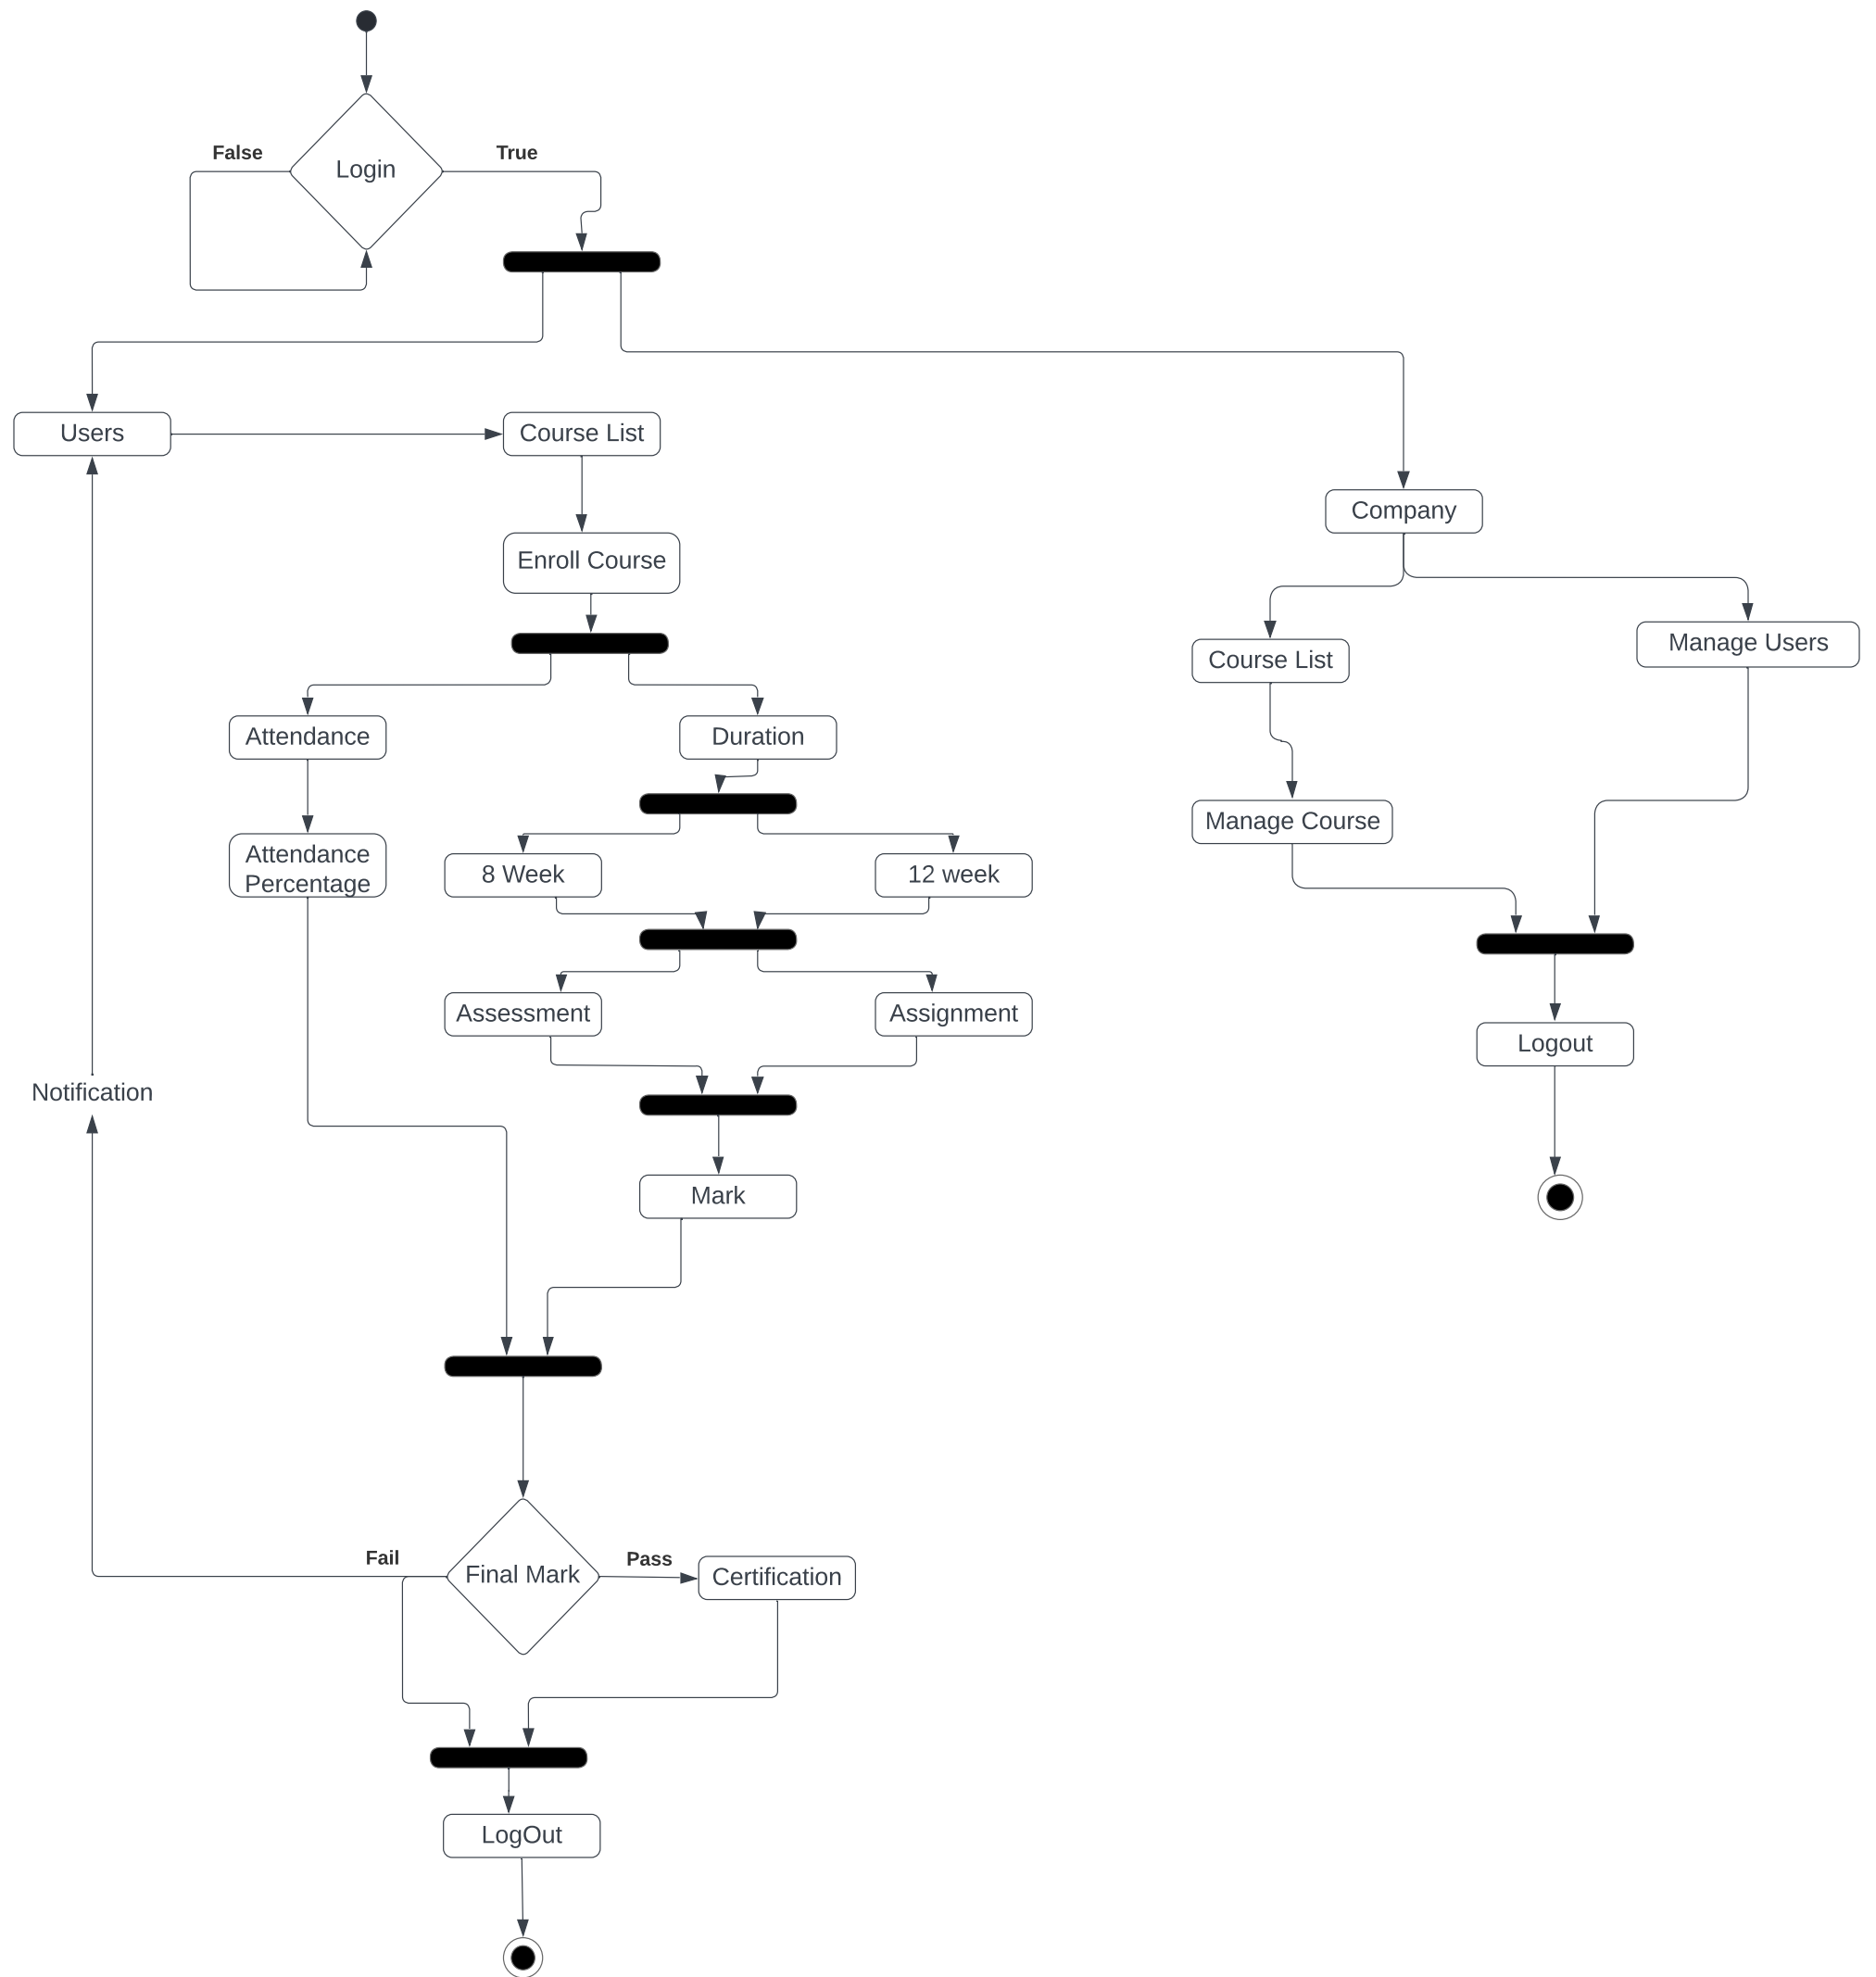 False
True
Login
Users
Course List
Company
Enroll Course
Manage Users
Course List
Attendance
Duration
Manage Course
Attendance
Percentage
8 Week
12 week
Assessment
Assignment
Logout
Notification
Mark
Fail
Pass
Final Mark
Certification
LogOut